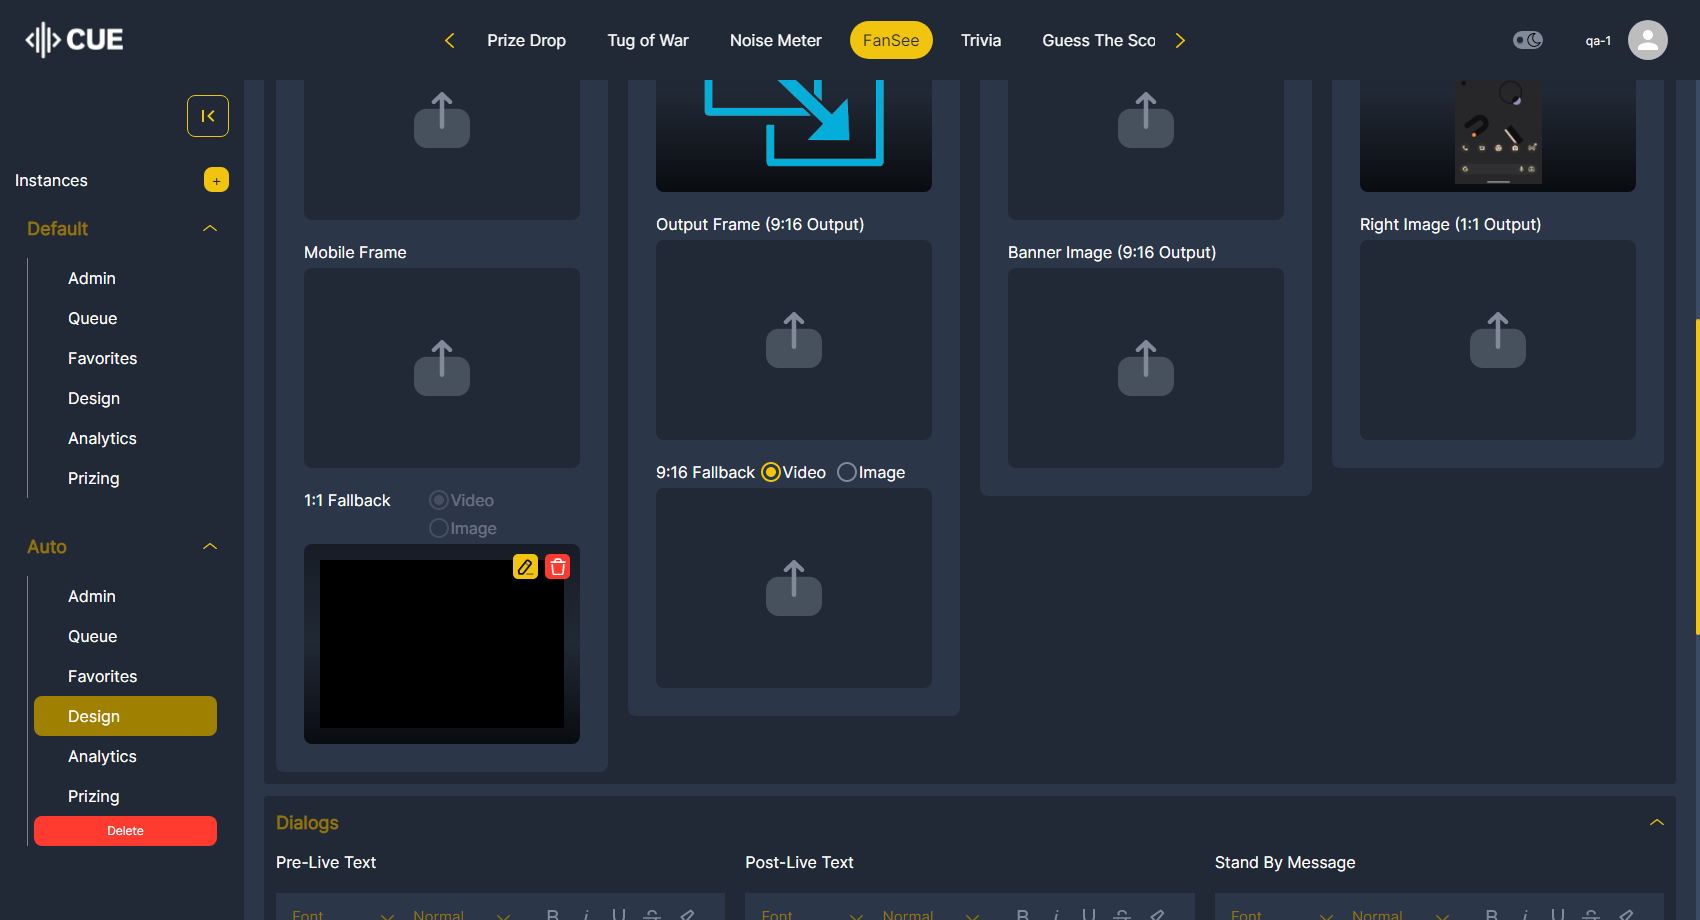 CUE
Prize Drop
Tug of War
Noise Meter
FanSee
Trivia
Guess The Sco
qa-1
Instances
+
Default
Admin
Queue
Favorites
Design
Analytics
Prizing
Auto
Admin
Queue
Favorites
Design
Analytics
Prizing
Delete
Mobile Frame
1:1 Fallback
Video
Image
Output Frame (9:16 Output)
9:16 Fallback Video Image
Banner Image (9:16 Output)
Right Image (1:1 Output)
Dialogs
Pre-Live Text
Post-Live Text
Stand By Message
Font Normal B i U S
Font Normal B i U S
Font Normal B i U S